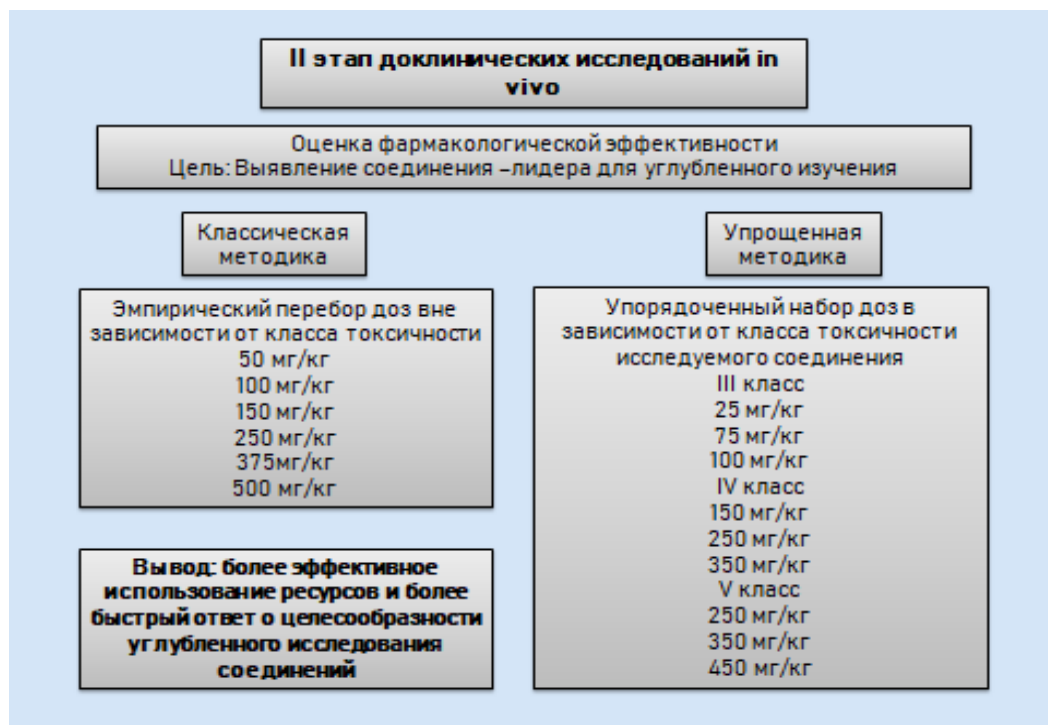 II этап доклинических исследований in
vivo
Оценка фармакологической эффективности
Цель: Выявление соединения –лидера для углубленного изучения
Классическая
методика
Эмпирический перебор доз вне
зависимости от класса токсичности
50 мг/кг
100 мг/кг
150 мг/кг
250 мг/кг
375мг/кг
500 мг/кг
Вывод: более эффективное
использование ресурсов и более
быстрый ответ о целесообразности
углубленного исследования
соединений
Упрощенная
методика
Упорядоченный набор доз в
зависимости от класса токсичности
исследуемого соединения
III класс
25 мг/кг
75 мг/кг
100 мг/кг
IV класс
150 мг/кг
250 мг/кг
350 мг/кг
V класс
250 мг/кг
350 мг/кг
450 мг/кг